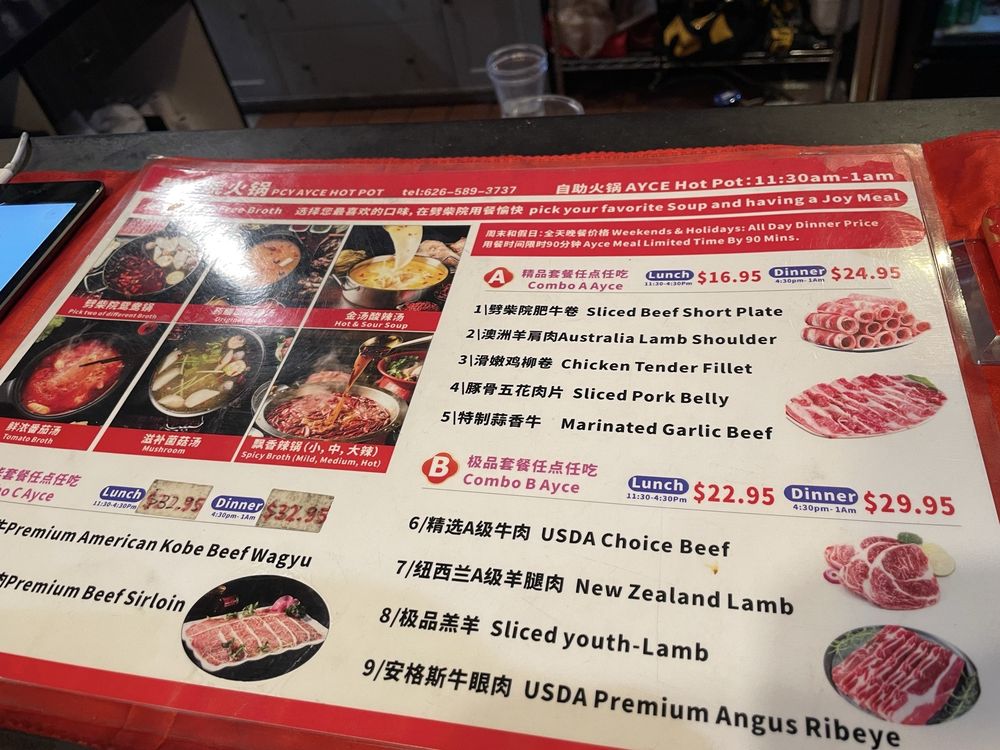 火锅 PCY AYCE HOT POT tel:626-589-3737 自助火锅 AYCE Hot Pot:11:30am-1am
Broth 选择您最喜欢的口味,在劈柴院用餐愉快 pick your favorite Soup and having a Joy Meal
周末和假日:全天晚餐价格 Weekends & Holidays: All Day Dinner Price
用餐时间限时90分钟 Ayce Meal Limited Time By 90 Mins.
劈柴院鸳鸯锅
Pick two of different broth
Original Broth
金汤酸辣汤
Hot & Sour Soup
鲜浓番茄汤
Tomato Broth
滋补菌菇汤
Mushroom
飘香辣锅(小,中,大辣)
Spicy Broth (Mild, Medium, Hot)
A 精品套餐任点任吃 Lunch $16.95 Dinner $24.95
Combo A Ayce 11:30-4:30Pm 4:30pm-1Am
1\劈柴院肥牛卷 Sliced Beef Short Plate
2\澳洲羊肩肉Australia Lamb Shoulder
3\滑嫩鸡柳卷 Chicken Tender Fillet
4\豚骨五花肉片 Sliced Pork Belly
5\特制蒜香牛 Marinated Garlic Beef
B 极品套餐任点任吃 Lunch $22.95 Dinner $29.95
Combo B Ayce 11:30-4:30Pm 4:30pm-1Am
6/精选A级牛肉 USDA Choice Beef
7/纽西兰A级羊腿肉 New Zealand Lamb
8/极品羔羊 Sliced youth-Lamb
9/安格斯牛眼肉 USDA Premium Angus Ribeye
套餐任点任吃 Lunch $32.95 Dinner $32.95
C Ayce 11:30-4:30Pm 4:30pm-1Am
Premium American Kobe Beef Wagyu
Premium Beef Sirloin